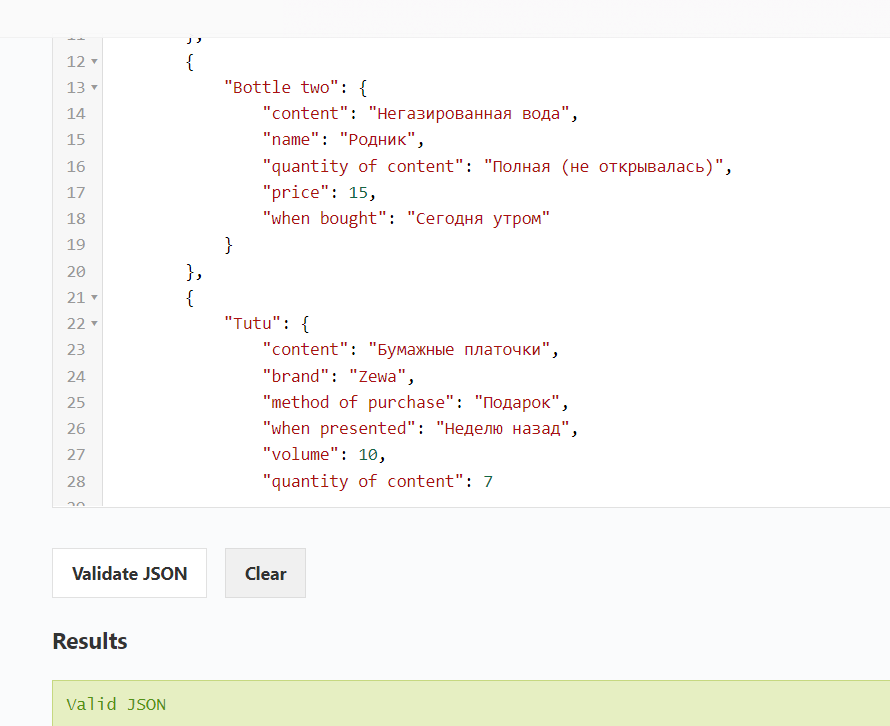 },
12 {
13 "Bottle two": {
14 "content": "Негазированная вода",
15 "name": "Родник",
16 "quantity of content": "Полная (не открывалась)",
17 "price": 15,
18 "when bought": "Сегодня утром"
19 }
20 },
21 {
22 "Tutu": {
23 "content": "Бумажные платочки",
24 "brand": "Zewa",
25 "method of purchase": "Подарок",
26 "when presented": "Неделю назад",
27 "volume": 10,
28 "quantity of content": 7
Validate JSON Clear
Results
Valid JSON